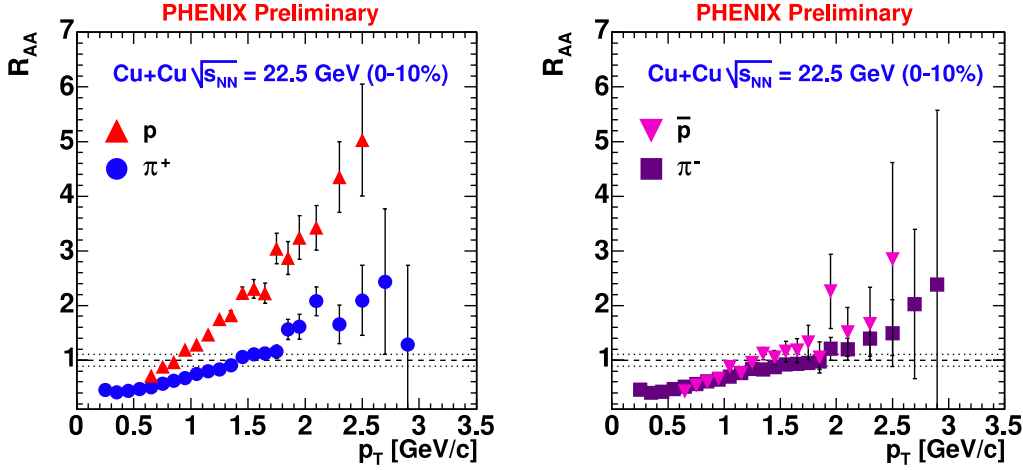 PHENIX Preliminary
R_AA
7
6
5
4
3
2
1
Cu+Cu √s_NN = 22.5 GeV (0-10%)
p
π⁺
0 0.5 1 1.5 2 2.5 3 3.5
p_T [GeV/c]
PHENIX Preliminary
R_AA
7
6
5
4
3
2
1
Cu+Cu √s_NN = 22.5 GeV (0-10%)
p̄
π⁻
0 0.5 1 1.5 2 2.5 3 3.5
p_T [GeV/c]